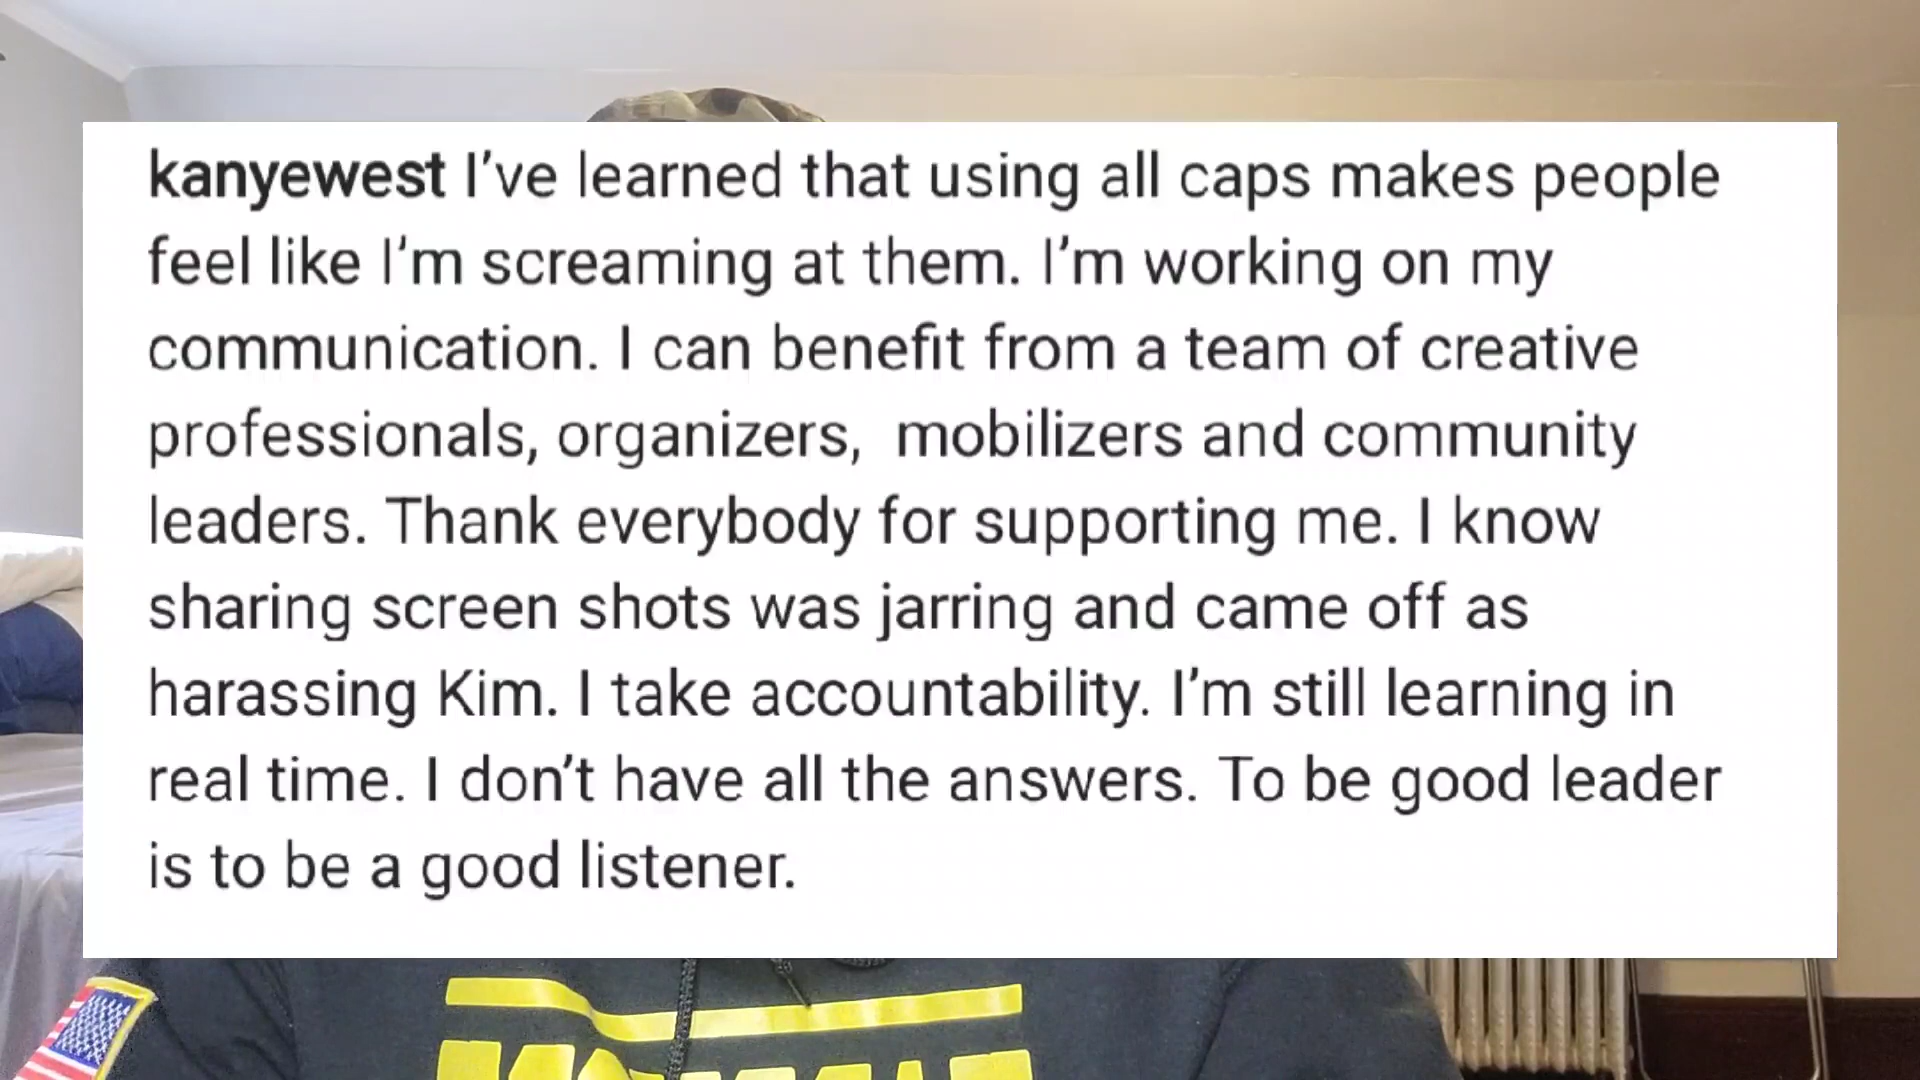 kanyewest I've learned that using all caps makes people
feel like I'm screaming at them. I'm working on my
communication. I can benefit from a team of creative
professionals, organizers,  mobilizers and community
leaders. Thank everybody for supporting me. I know
sharing screen shots was jarring and came off as
harassing Kim. I take accountability. I'm still learning in
real time. I don't have all the answers. To be good leader
is to be a good listener.